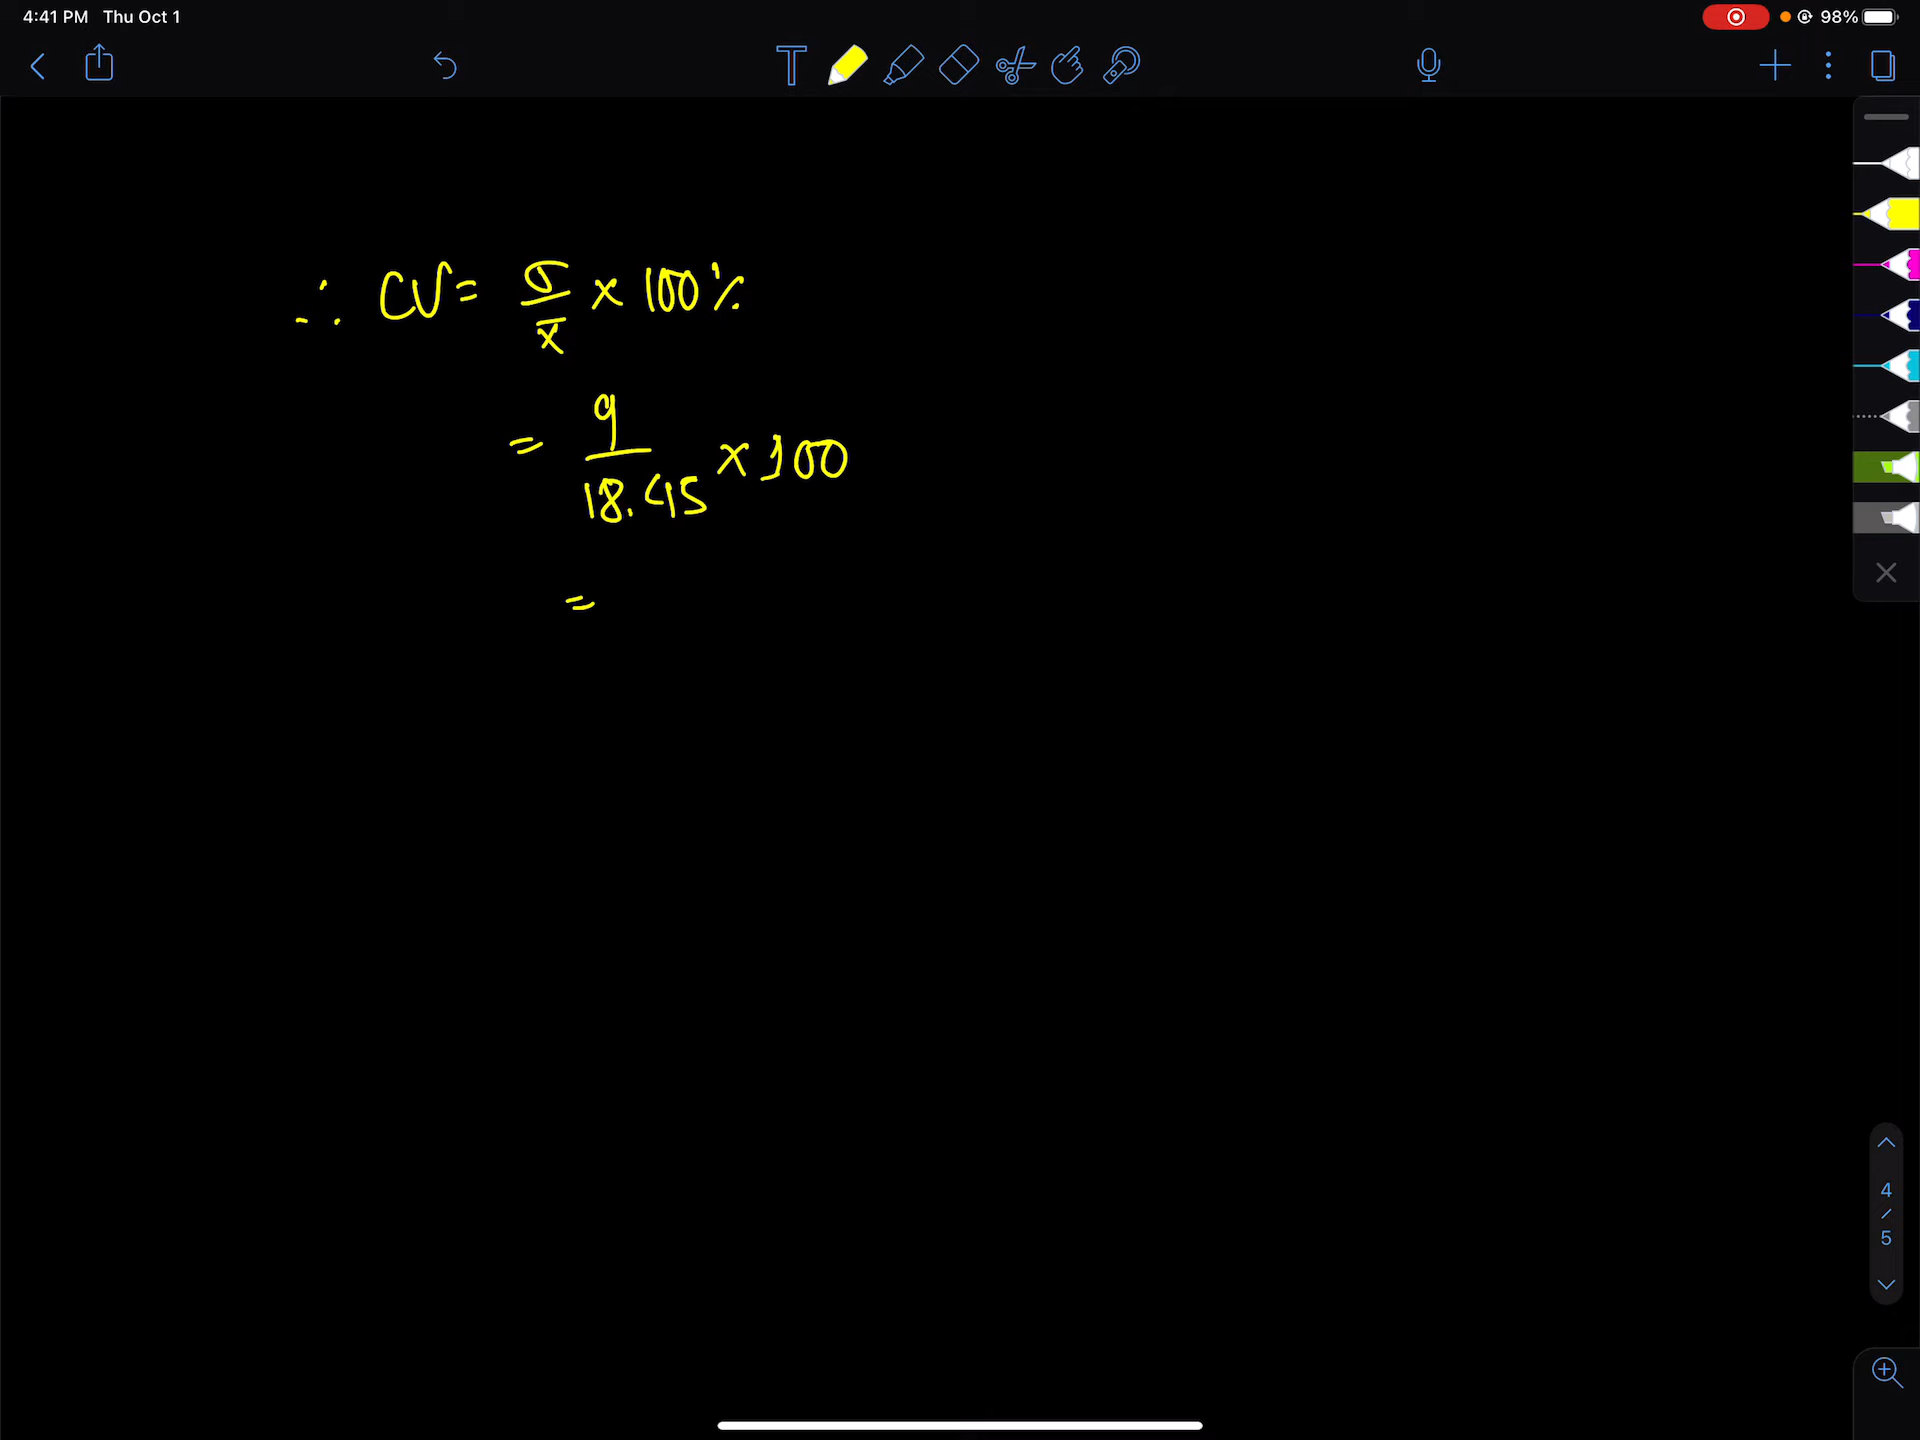 4:41 PM Thu Oct 1
98%
∴ CV = σ/x̅ × 100%
= 9/18.45 × 100
=
4
/
5